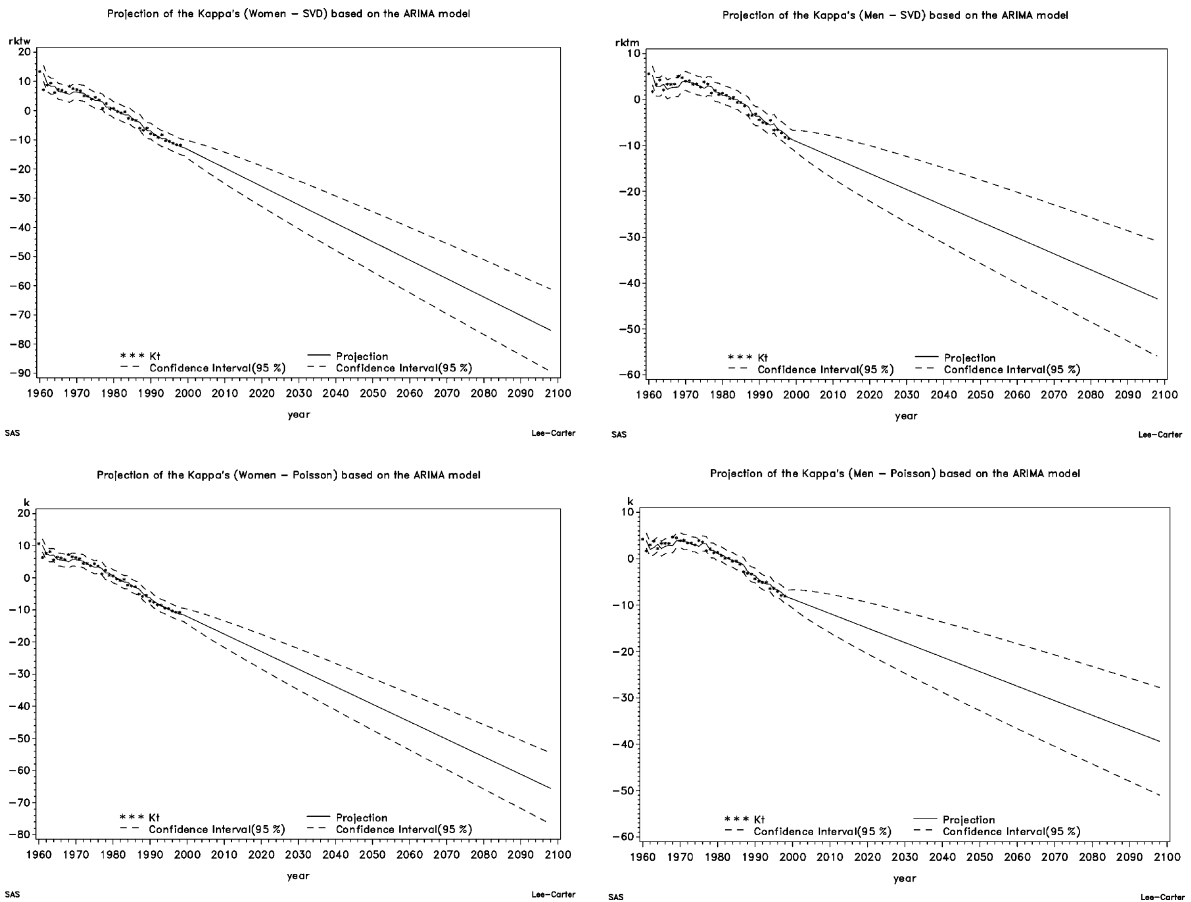 Projection of the Kappa's (Women – SVD) based on the ARIMA model
rktw
20
10
0
−10
−20
−30
−40
−50
−60
−70
−80
−90
*** Kt — Projection
– – Confidence Interval(95 %) – – Confidence Interval(95 %)
1960 1970 1980 1990 2000 2010 2020 2030 2040 2050 2060 2070 2080 2090 2100
year
SAS Lee–Carter
Projection of the Kappa's (Men – SVD) based on the ARIMA model
rktm
10
0
−10
−20
−30
−40
−50
−60
*** Kt — Projection
– – Confidence Interval(95 %) – – Confidence Interval(95 %)
1960 1970 1980 1990 2000 2010 2020 2030 2040 2050 2060 2070 2080 2090 2100
year
SAS Lee–Carter
Projection of the Kappa's (Women – Poisson) based on the ARIMA model
k
20
10
0
−10
−20
−30
−40
−50
−60
−70
−80
*** Kt — Projection
– – Confidence Interval(95 %) – – Confidence Interval(95 %)
1960 1970 1980 1990 2000 2010 2020 2030 2040 2050 2060 2070 2080 2090 2100
year
SAS Lee–Carter
Projection of the Kappa's (Men – Poisson) based on the ARIMA model
k
10
0
−10
−20
−30
−40
−50
−60
*** Kt — Projection
– – Confidence Interval(95 %) – – Confidence Interval(95 %)
1960 1970 1980 1990 2000 2010 2020 2030 2040 2050 2060 2070 2080 2090 2100
year
SAS Lee–Carter